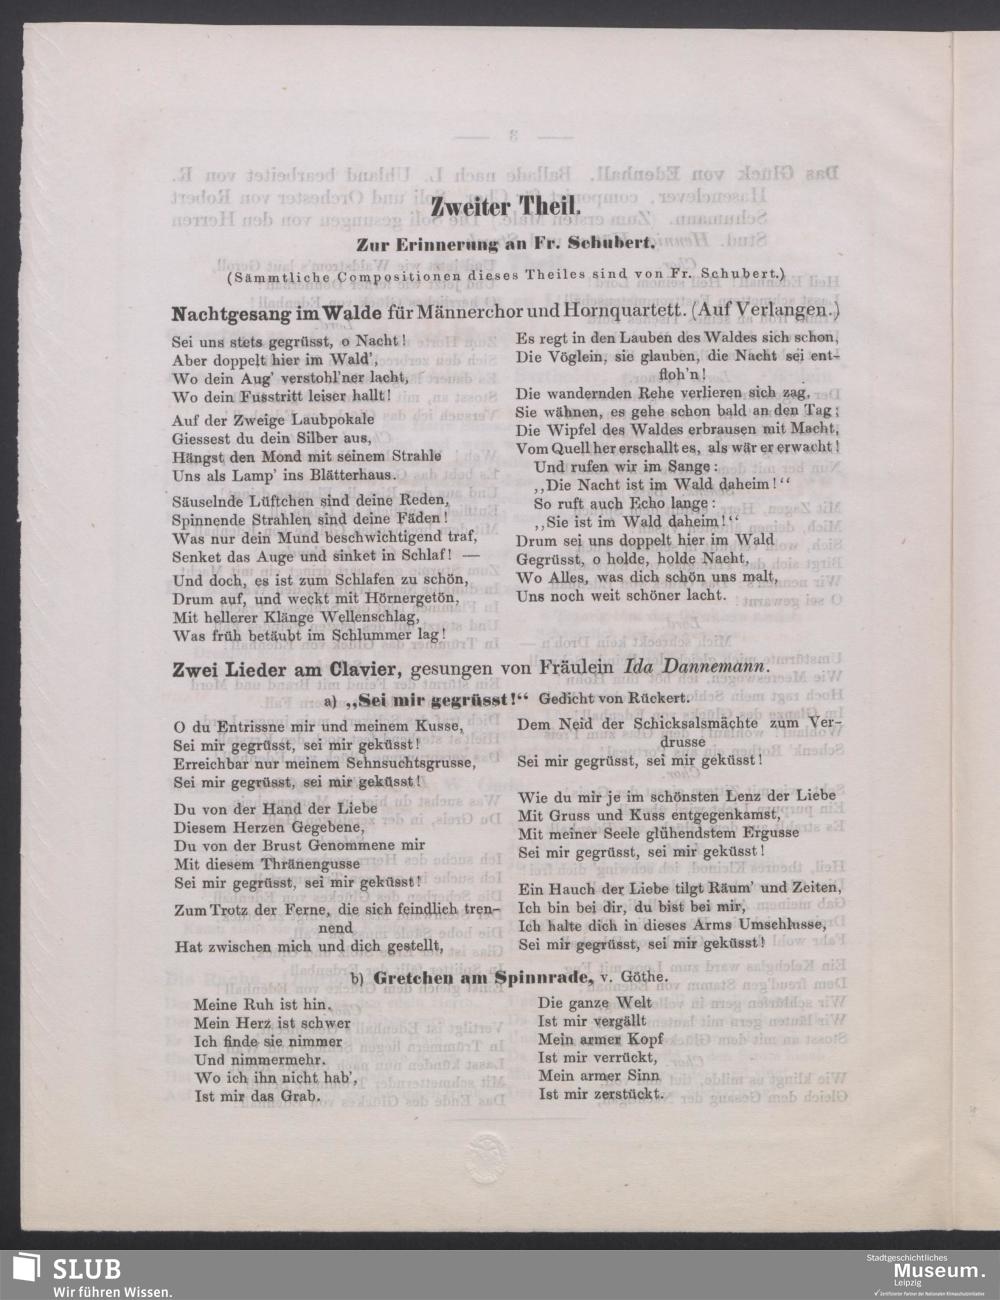 Zweiter Theil.
Zur Erinnerung an Fr. Schubert.
(Sämmtliche Compositionen dieses Theiles sind von Fr. Schubert.)
Nachtgesang im Walde für Männerchor und Hornquartett. (Auf Verlangen.)
Sei uns stets gegrüsst, o Nacht!
Aber doppelt hier im Wald',
Wo dein Aug' verstohl'ner lacht,
Wo dein Fusstritt leiser hallt!
Auf der Zweige Laubpokale
Giessest du dein Silber aus,
Hängst den Mond mit seinem Strahle
Uns als Lamp' ins Blätterhaus.
Säuselnde Lüftchen sind deine Reden,
Spinnende Strahlen sind deine Fäden!
Was nur dein Mund beschwichtigend traf,
Senket das Auge und sinket in Schlaf! —
Und doch, es ist zum Schlafen zu schön,
Drum auf, und weckt mit Hörnergetön,
Mit hellerer Klänge Wellenschlag,
Was früh betäubt im Schlummer lag!
Es regt in den Lauben des Waldes sich schon,
Die Vöglein, sie glauben, die Nacht sei ent-
floh'n!
Die wandernden Rehe verlieren sich zag,
Sie wähnen, es gehe schon bald an den Tag;
Die Wipfel des Waldes erbrausen mit Macht,
Vom Quell her erschallt es, als wär er erwacht!
Und rufen wir im Sange:
,,Die Nacht ist im Wald daheim!“
So ruft auch Echo lange:
,,Sie ist im Wald daheim!“
Drum sei uns doppelt hier im Wald
Gegrüsst, o holde, holde Nacht,
Wo Alles, was dich schön uns malt,
Uns noch weit schöner lacht.
Zwei Lieder am Clavier, gesungen von Fräulein Ida Dannemann.
a) ,,Sei mir gegrüsst!“ Gedicht von Rückert.
O du Entrissne mir und meinem Kusse,
Sei mir gegrüsst, sei mir geküsst!
Erreichbar nur meinem Sehnsuchtsgrusse,
Sei mir gegrüsst, sei mir geküsst!
Du von der Hand der Liebe
Diesem Herzen Gegebene,
Du von der Brust Genommene mir
Mit diesem Thränengusse
Sei mir gegrüsst, sei mir geküsst!
Zum Trotz der Ferne, die sich feindlich tren-
nend
Hat zwischen mich und dich gestellt,
Dem Neid der Schicksalsmächte zum Ver-
drusse
Sei mir gegrüsst, sei mir geküsst!
Wie du mir je im schönsten Lenz der Liebe
Mit Gruss und Kuss entgegenkamst,
Mit meiner Seele glühendstem Ergusse
Sei mir gegrüsst, sei mir geküsst!
Ein Hauch der Liebe tilgt Räum' und Zeiten,
Ich bin bei dir, du bist bei mir,
Ich halte dich in dieses Arms Umschlusse,
Sei mir gegrüsst, sei mir geküsst!
b) Gretchen am Spinnrade, v. Göthe.
Meine Ruh ist hin,
Mein Herz ist schwer
Ich finde sie nimmer
Und nimmermehr.
Wo ich ihn nicht hab',
Ist mir das Grab.
Die ganze Welt
Ist mir vergällt
Mein armer Kopf
Ist mir verrückt,
Mein armer Sinn
Ist mir zerstückt.
SLUB
Wir führen Wissen.
Stadtgeschichtliches
Museum.
Leipzig
Zertifizierter Partner der Nationalen Klimaschutzinitiative